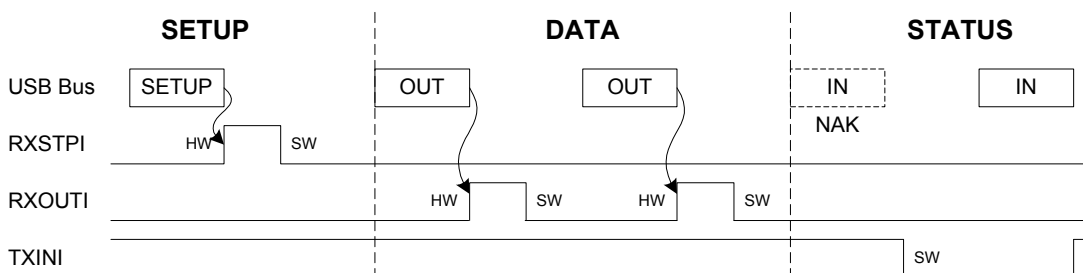 SETUP DATA STATUS
USB Bus SETUP OUT OUT IN IN
NAK
RXSTPI HW SW
RXOUTI HW SW HW SW
TXINI SW